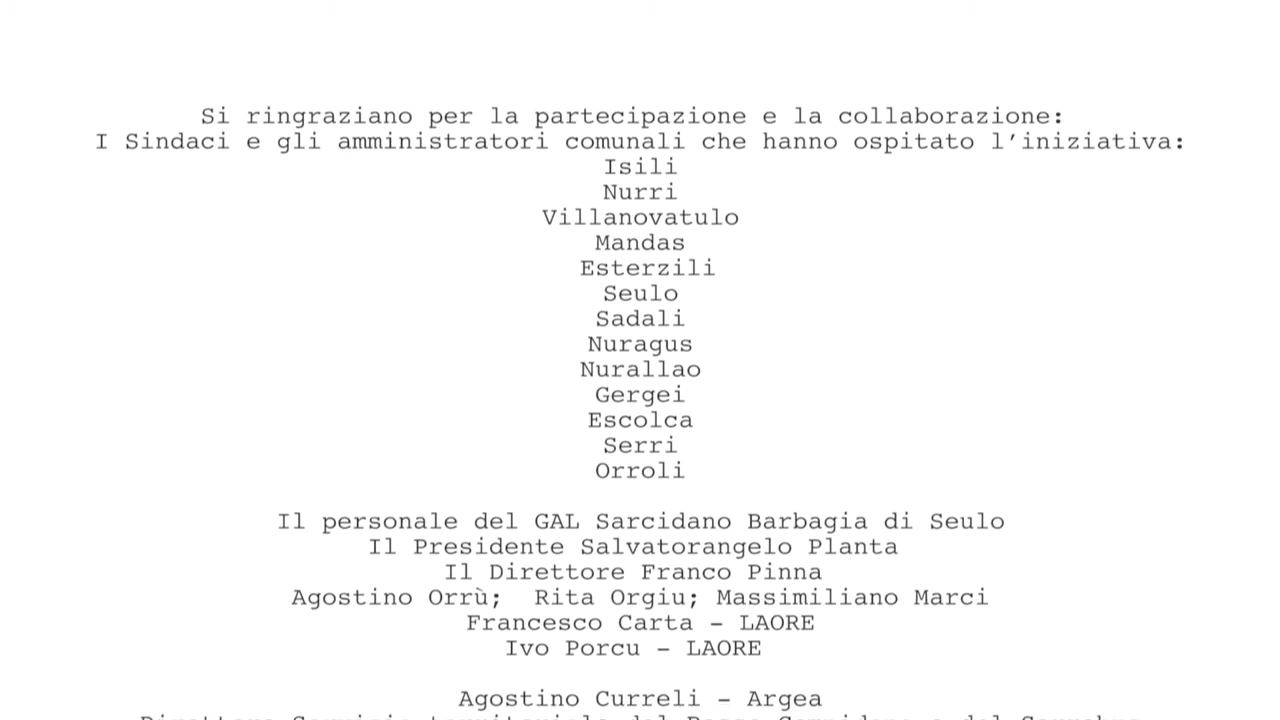 Si ringraziano per la partecipazione e la collaborazione:
I Sindaci e gli amministratori comunali che hanno ospitato l’iniziativa:
Isili
Nurri
Villanovatulo
Mandas
Esterzili
Seulo
Sadali
Nuragus
Nurallao
Gergei
Escolca
Serri
Orroli
Il personale del GAL Sarcidano Barbagia di Seulo
Il Presidente Salvatorangelo Planta
Il Direttore Franco Pinna
Agostino Orrù;  Rita Orgiu; Massimiliano Marci
Francesco Carta – LAORE
Ivo Porcu – LAORE
Agostino Curreli – Argea